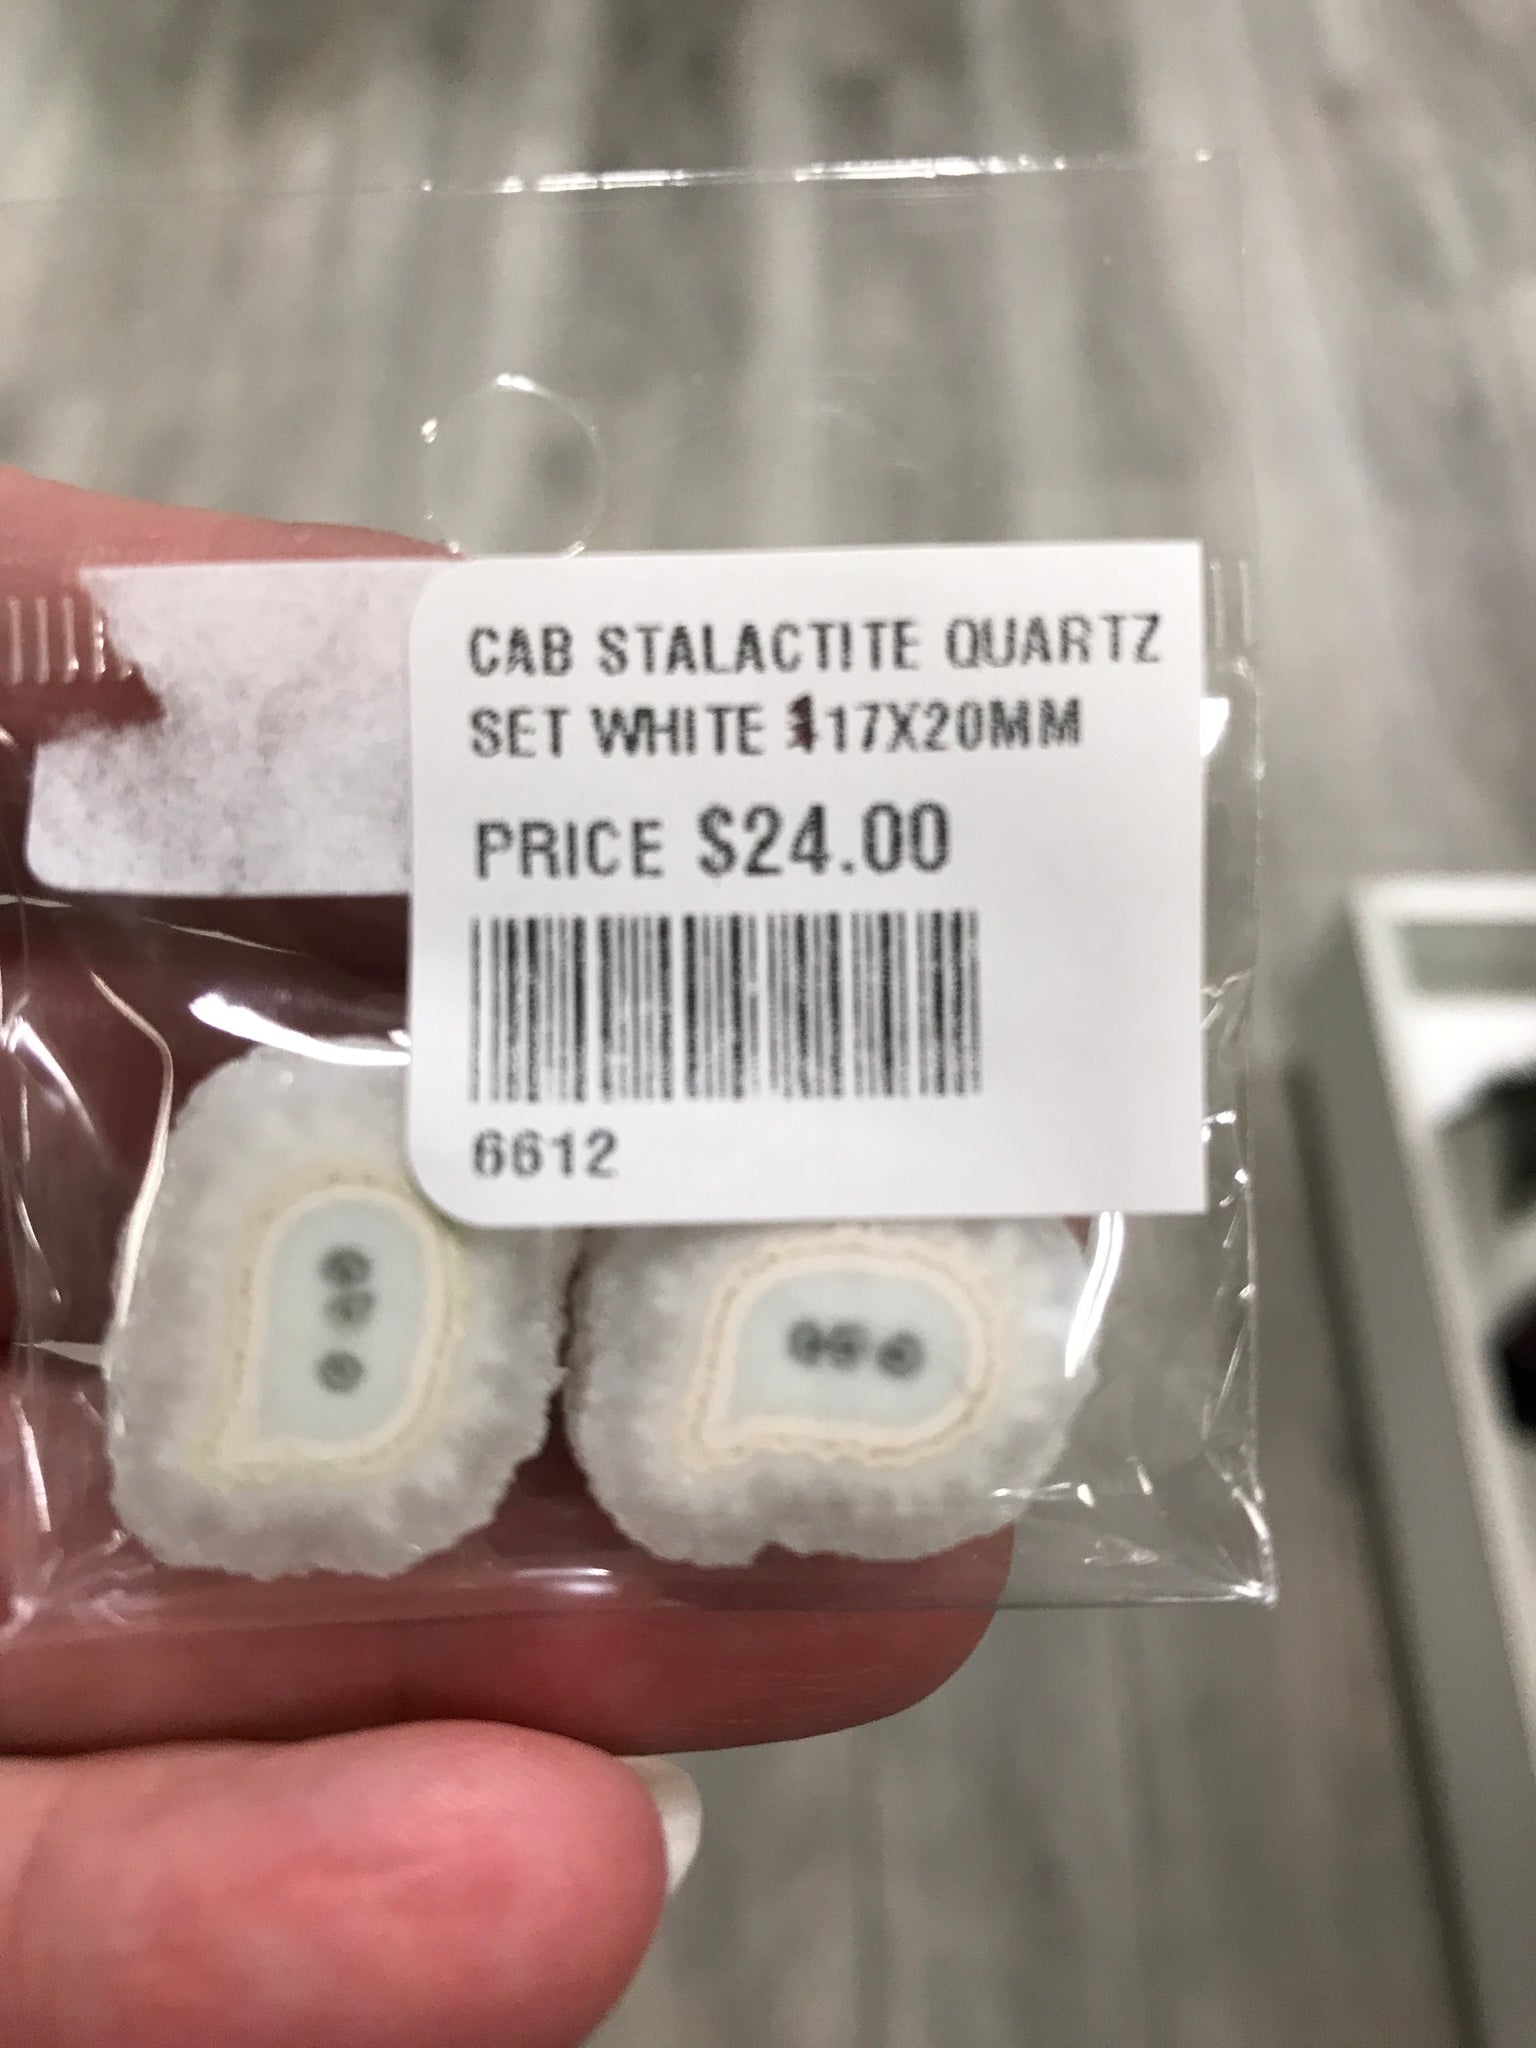 CAB STALACTITE QUARTZ
SET WHITE 17X20MM
PRICE $24.00
6612